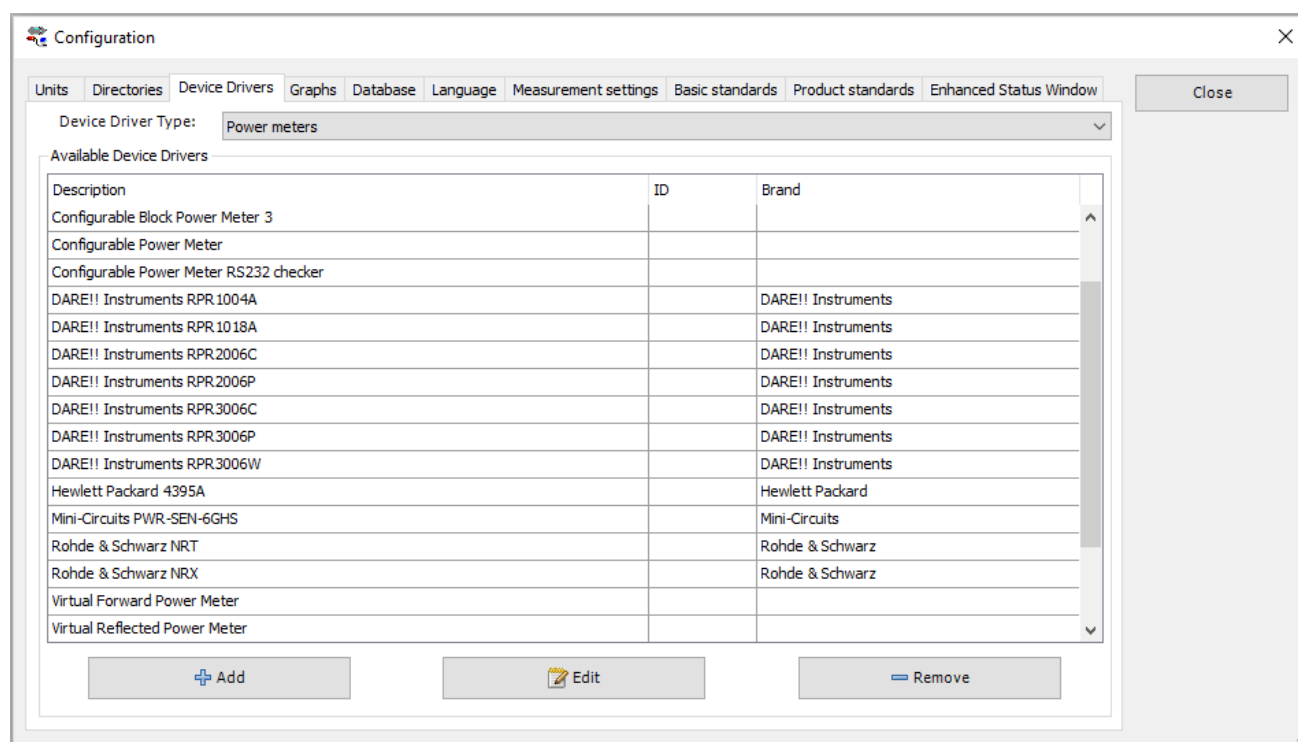 Configuration
Units Directories Device Drivers Graphs Database Language Measurement settings Basic standards Product standards Enhanced Status Window
Close
Device Driver Type: Power meters
Available Device Drivers
Description ID Brand
Configurable Block Power Meter 3
Configurable Power Meter
Configurable Power Meter RS232 checker
DARE!! Instruments RPR1004A DARE!! Instruments
DARE!! Instruments RPR1018A DARE!! Instruments
DARE!! Instruments RPR2006C DARE!! Instruments
DARE!! Instruments RPR2006P DARE!! Instruments
DARE!! Instruments RPR3006C DARE!! Instruments
DARE!! Instruments RPR3006P DARE!! Instruments
DARE!! Instruments RPR3006W DARE!! Instruments
Hewlett Packard 4395A Hewlett Packard
Mini-Circuits PWR-SEN-6GHS Mini-Circuits
Rohde & Schwarz NRT Rohde & Schwarz
Rohde & Schwarz NRX Rohde & Schwarz
Virtual Forward Power Meter
Virtual Reflected Power Meter
Add Edit Remove